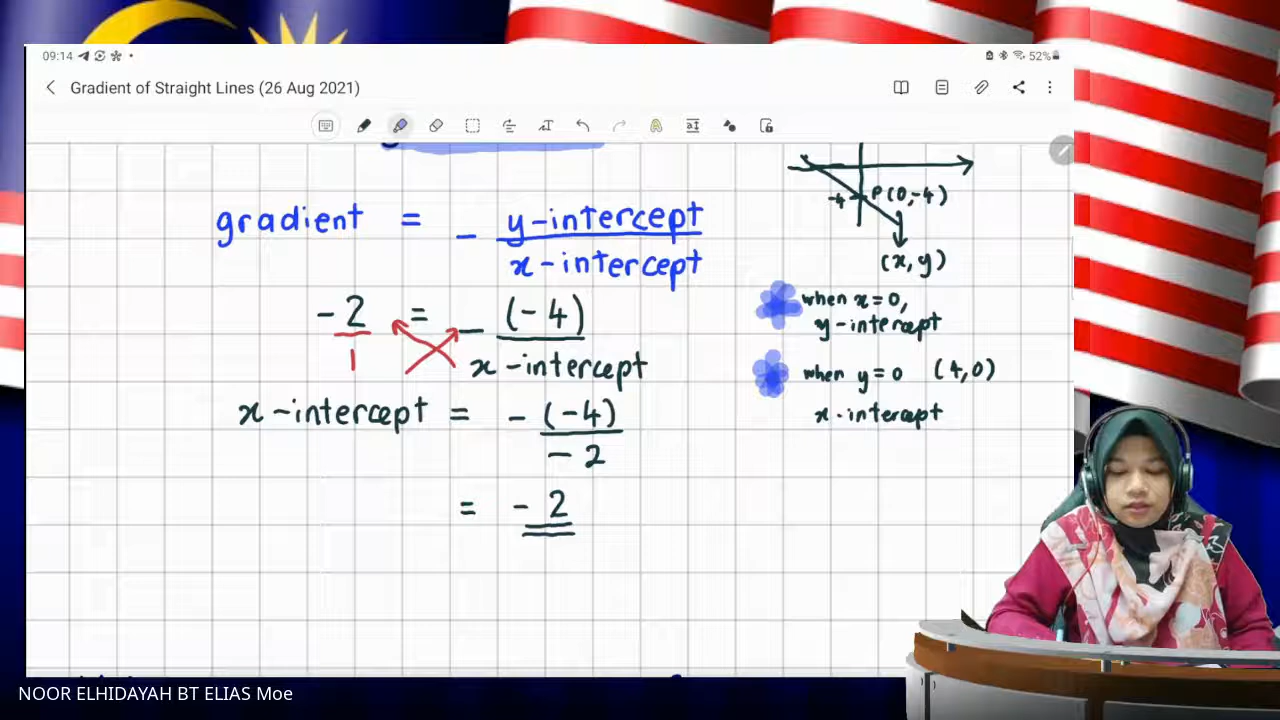 09:14
52%
Gradient of Straight Lines (26 Aug 2021)
gradient = - y-intercept
x-intercept
-2 = - (-4)
1 x-intercept
x-intercept = - (-4)
-2
= -2
-4 P(0,-4)
(x,y)
when x=0,
y-intercept
when y=0 (4,0)
x-intercept
NOOR ELHIDAYAH BT ELIAS Moe